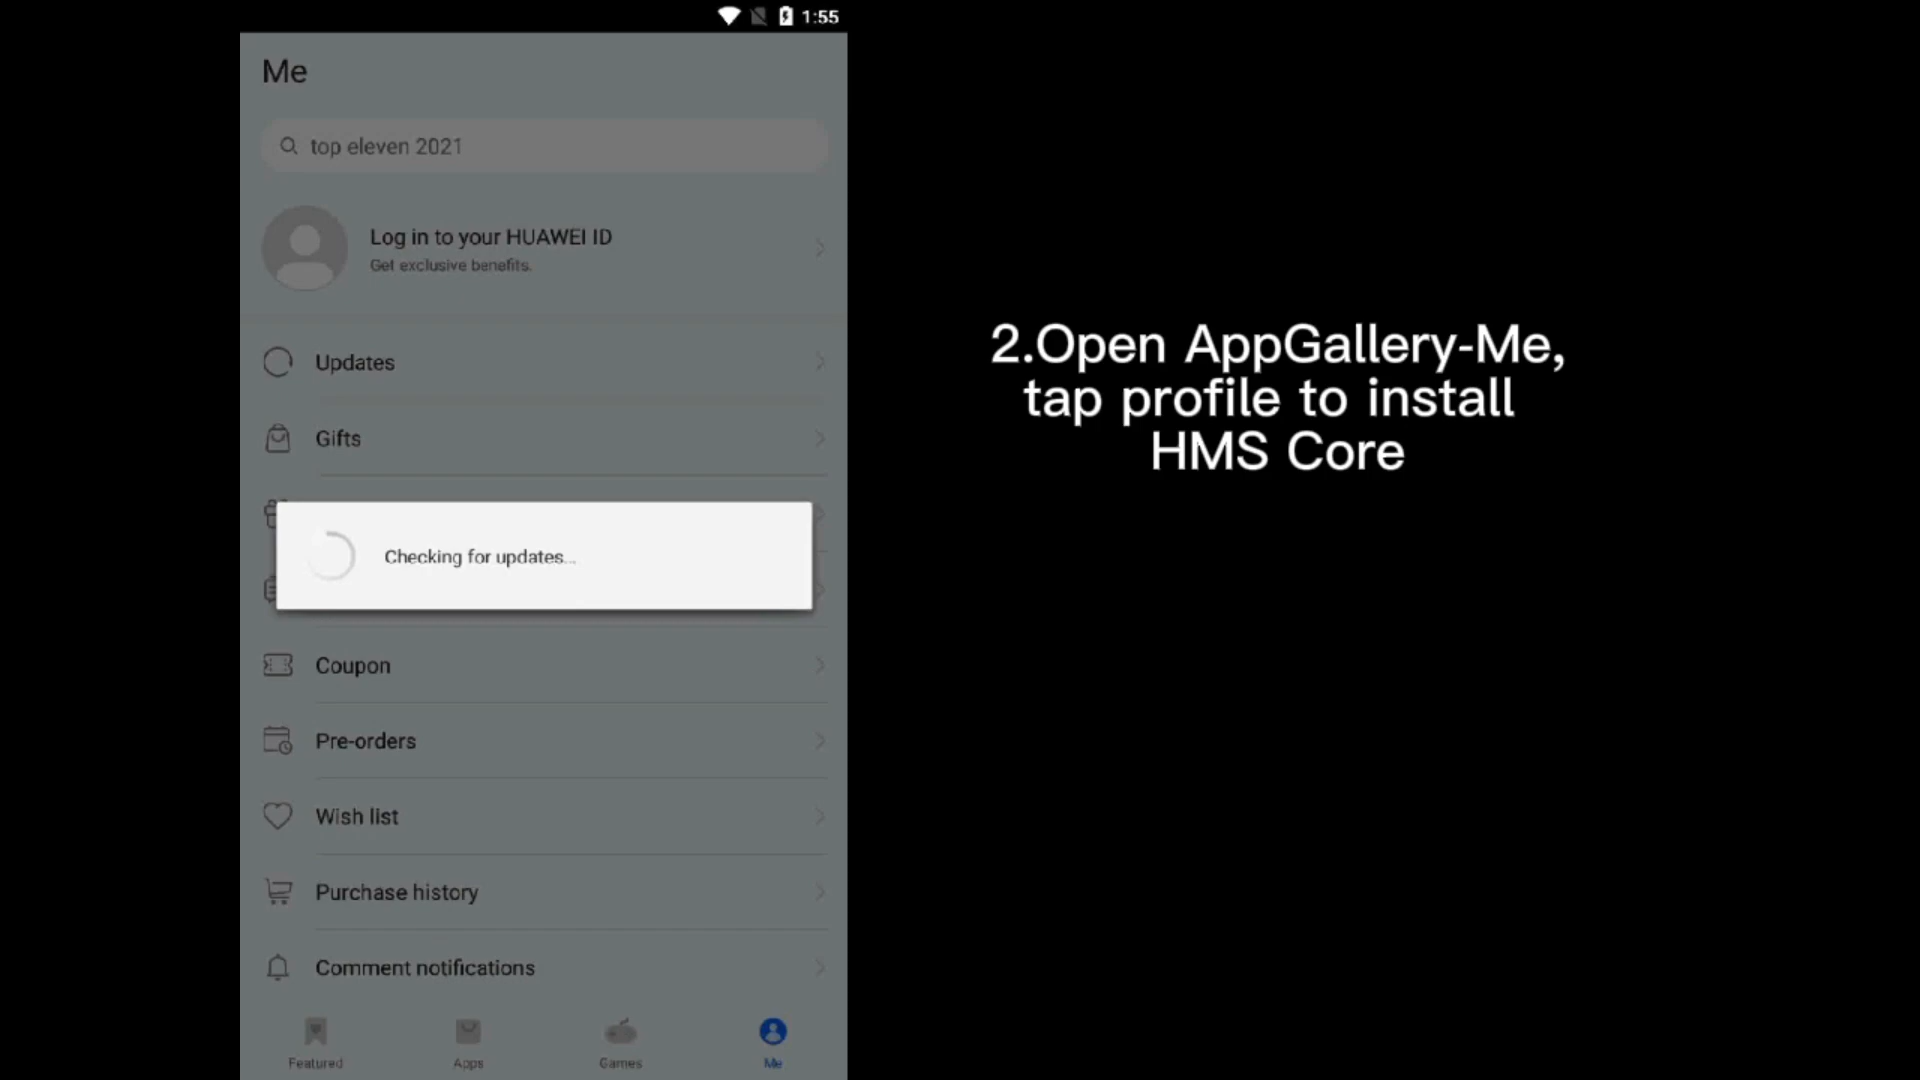 1:55
Me
top eleven 2021
Log in to your HUAWEI ID
Get exclusive benefits.
Updates
Gifts
Checking for updates...
Coupon
Pre-orders
Wish list
Purchase history
Comment notifications
Featured
Apps
Games
Me
2.Open AppGallery-Me,
tap profile to install
HMS Core